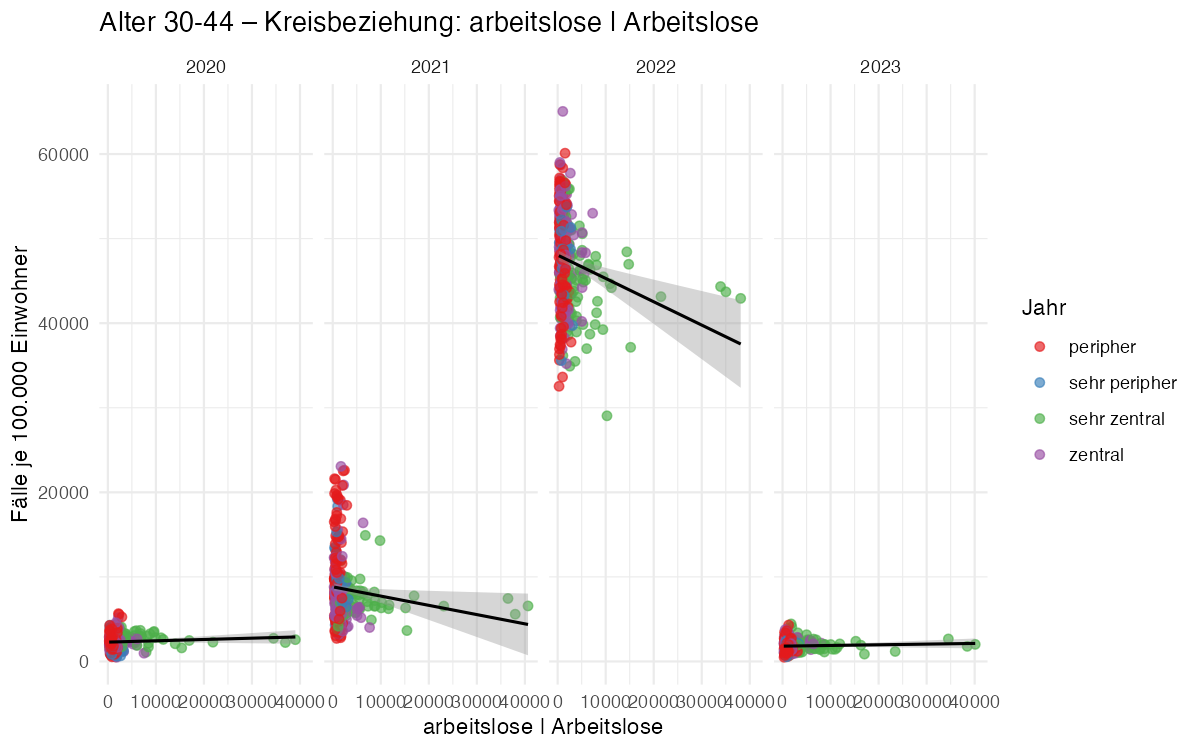 Alter 30-44 – Kreisbeziehung: arbeitslose | Arbeitslose
2020 2021 2022 2023
Fälle je 100.000 Einwohner
60000
40000
20000
0
0 10000 20000 30000 40000 0 10000 20000 30000 40000 0 10000 20000 30000 40000 0 10000 20000 30000 40000
arbeitslose | Arbeitslose
Jahr
peripher
sehr peripher
sehr zentral
zentral